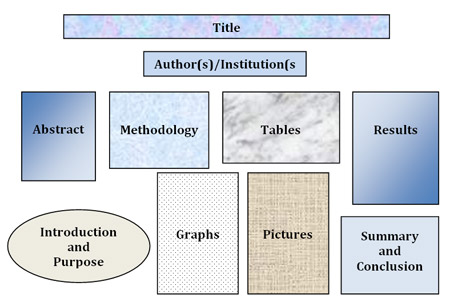 Title
Author(s)/Institution(s
Abstract
Methodology
Tables
Results
Introduction
and
Purpose
Graphs
Pictures
Summary
and
Conclusion